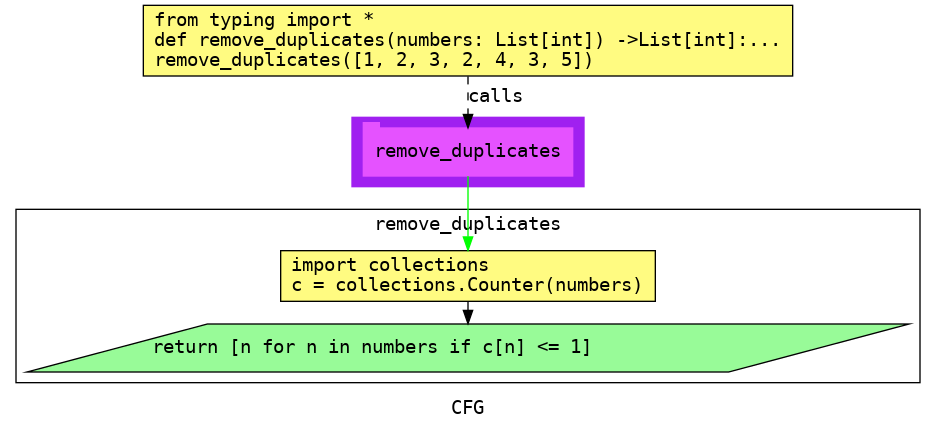 from typing import *
def remove_duplicates(numbers: List[int]) ->List[int]:...
remove_duplicates([1, 2, 3, 2, 4, 3, 5])
calls
remove_duplicates
remove_duplicates
import collections
c = collections.Counter(numbers)
return [n for n in numbers if c[n] <= 1]
CFG